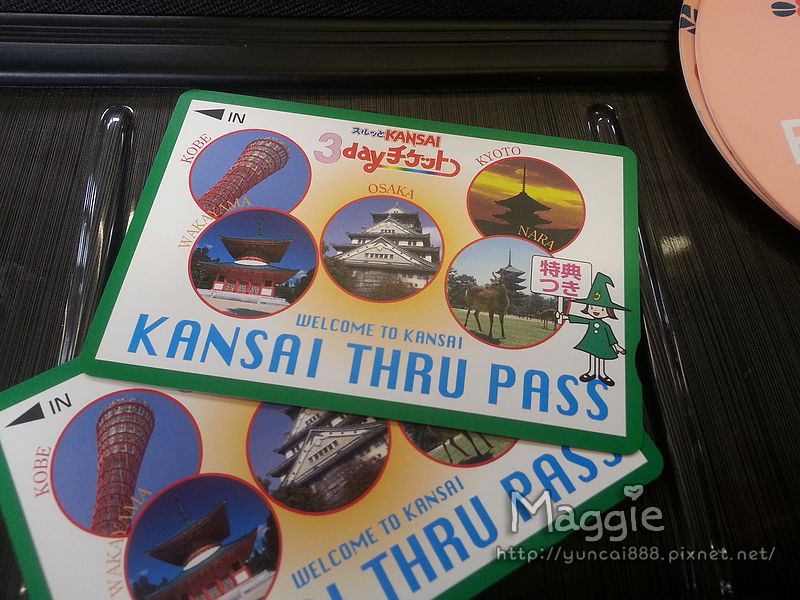 IN
スルッとKANSAI
3dayチケット
KOBE
WAKAYAMA
OSAKA
KYOTO
NARA
特典
つき
WELCOME TO KANSAI
KANSAI THRU PASS
IN
KOBE
WAKAYAMA
WELCOME TO KANSAI
I THRU PASS
Maggie
http://yuncai888.pixnet.net/